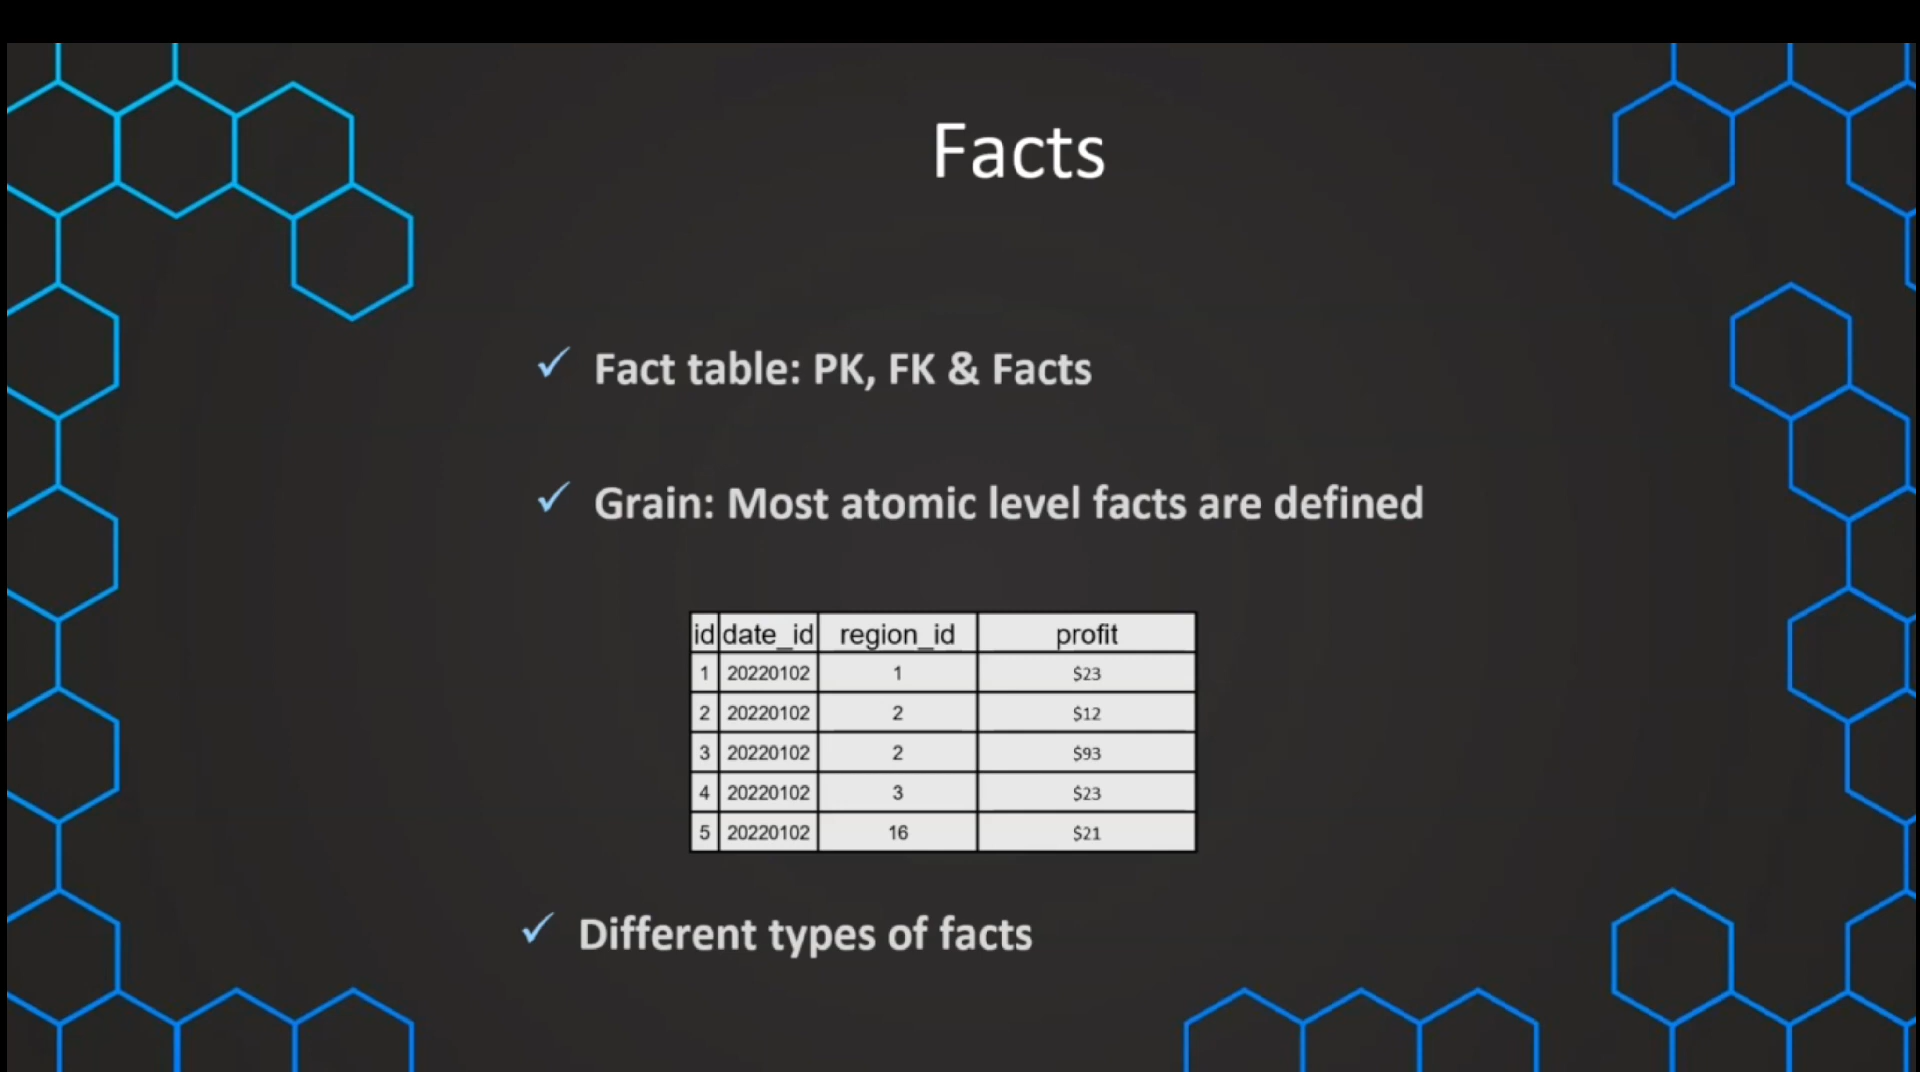 Facts
Fact table: PK, FK & Facts
Grain: Most atomic level facts are defined
id date_id region_id profit
1 20220102 1 $23
2 20220102 2 $12
3 20220102 2 $93
4 20220102 3 $23
5 20220102 16 $21
Different types of facts